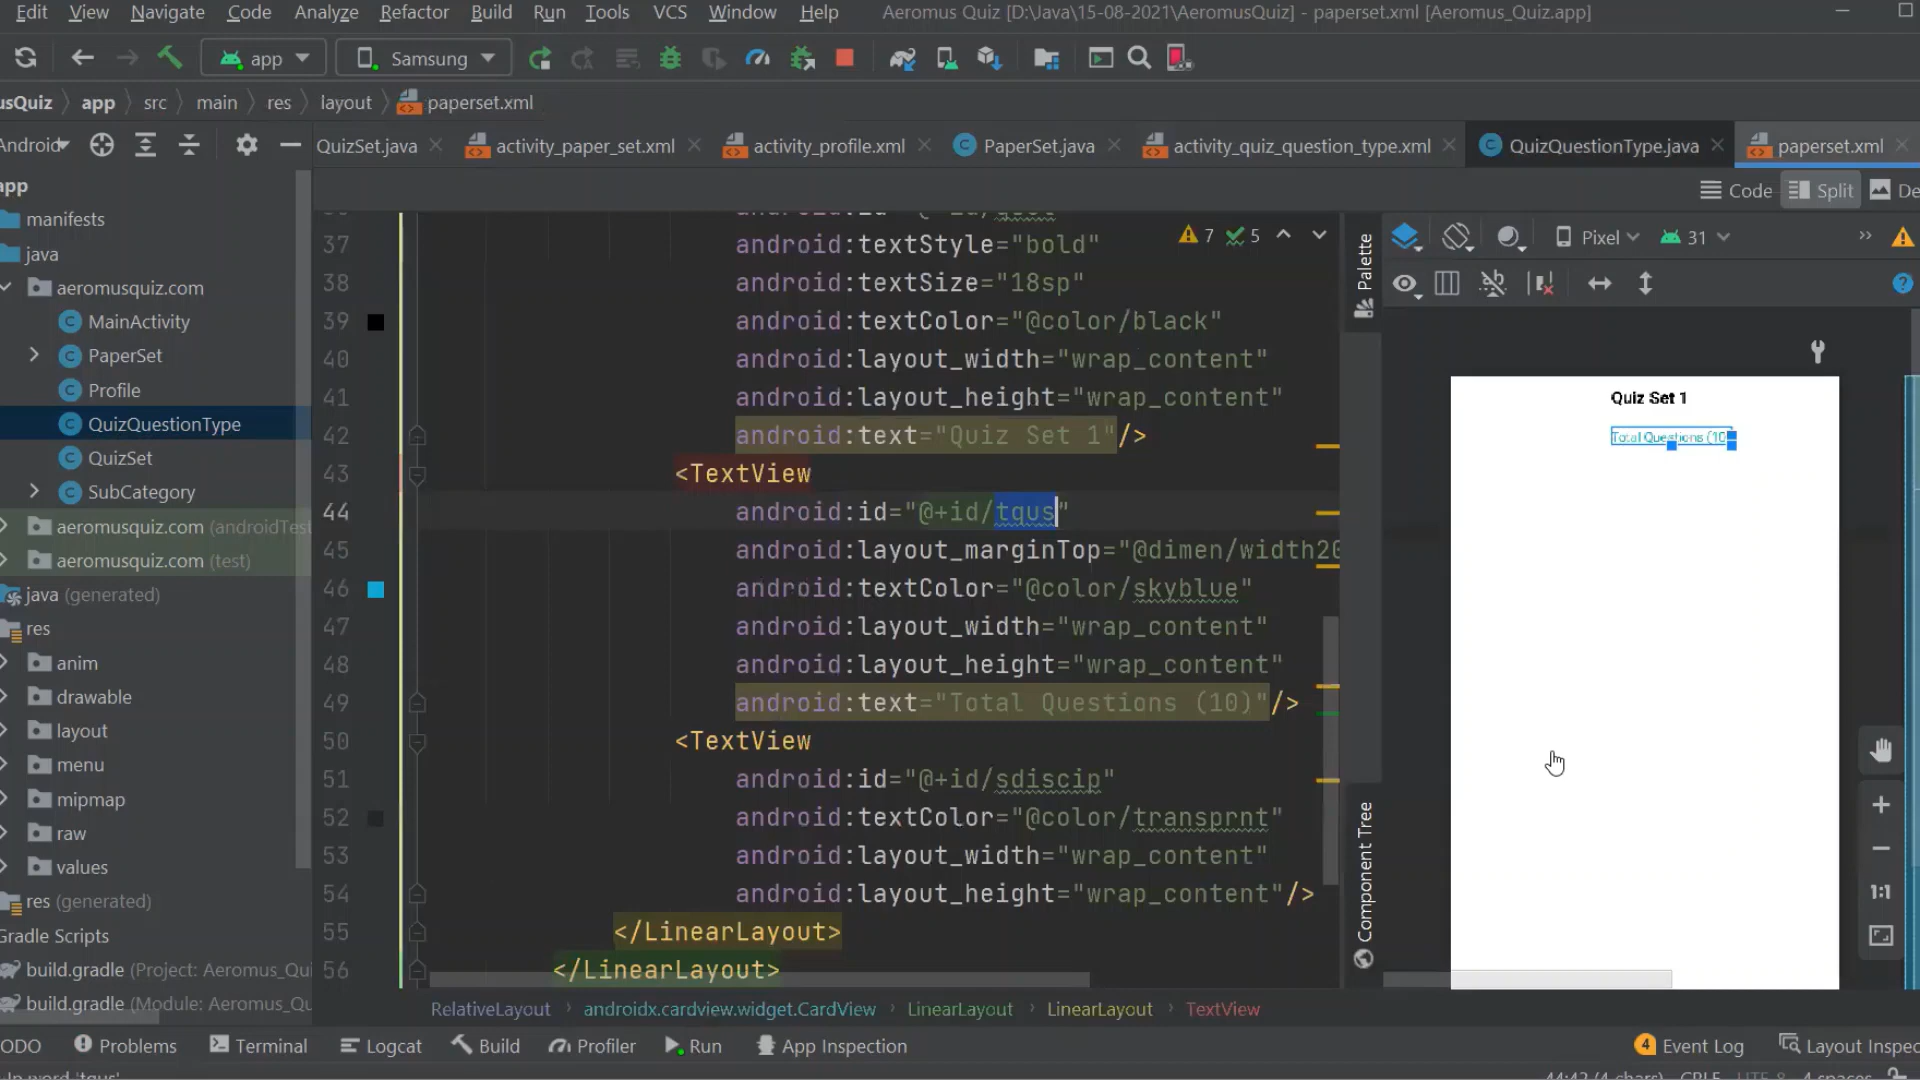 Edit View Navigate Code Analyze Refactor Build Run Tools VCS Window Help Aeromus Quiz [D:\Java\15-08-2021\AeromusQuiz] - paperset.xml [Aeromus_Quiz.app]
app Samsung
usQuiz app src main res layout paperset.xml
Android QuizSet.java activity_paper_set.xml activity_profile.xml PaperSet.java activity_quiz_question_type.xml QuizQuestionType.java paperset.xml
Code Split De
app
manifests
java
aeromusquiz.com
MainActivity
PaperSet
Profile
QuizQuestionType
QuizSet
SubCategory
aeromusquiz.com (androidTest
aeromusquiz.com (test)
java (generated)
res
anim
drawable
layout
menu
mipmap
raw
values
res (generated)
Gradle Scripts
build.gradle (Project: Aeromus_Qui
build.gradle (Module: Aeromus_Qu
7 5
37 android:textStyle="bold"
38 android:textSize="18sp"
39 android:textColor="@color/black"
40 android:layout_width="wrap_content"
41 android:layout_height="wrap_content"
42 android:text="Quiz Set 1"/>
43 <TextView
44 android:id="@+id/tqus"
45 android:layout_marginTop="@dimen/width20
46 android:textColor="@color/skyblue"
47 android:layout_width="wrap_content"
48 android:layout_height="wrap_content"
49 android:text="Total Questions (10)"/>
50 <TextView
51 android:id="@+id/sdiscip"
52 android:textColor="@color/transprnt"
53 android:layout_width="wrap_content"
54 android:layout_height="wrap_content"/>
55 </LinearLayout>
56 </LinearLayout>
Palette
Component Tree
Pixel 31
Quiz Set 1
Total Questions (10
1:1
RelativeLayout androidx.cardview.widget.CardView LinearLayout LinearLayout TextView
ODO Problems Terminal Logcat Build Profiler Run App Inspection 4 Event Log Layout Inspec